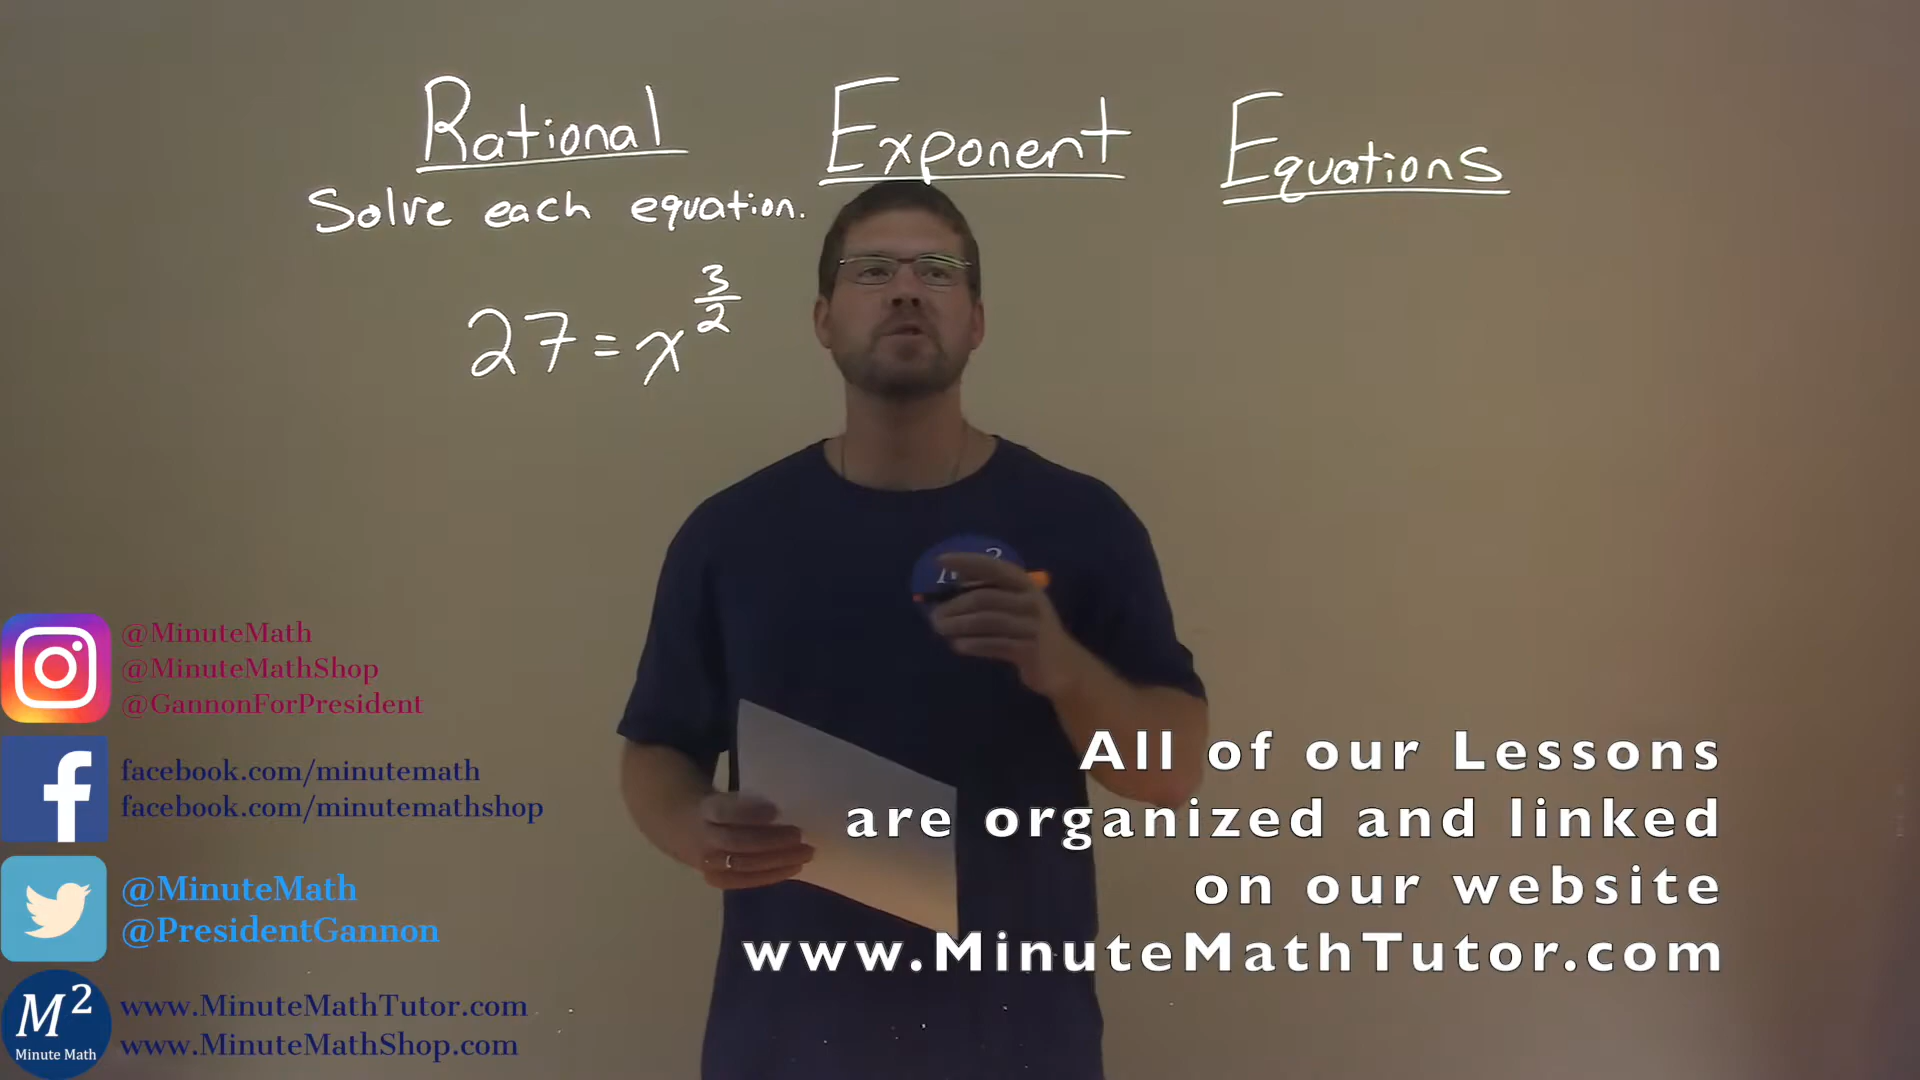 Rational Exponent Equations
Solve each equation.
27 = x^{3/2}
@MinuteMath
@MinuteMathShop
@GannonForPresident
facebook.com/minutemath
facebook.com/minutemathshop
@MinuteMath
@PresidentGannon
M²
Minute Math
www.MinuteMathTutor.com
www.MinuteMathShop.com
All of our Lessons
are organized and linked
on our website
www.MinuteMathTutor.com